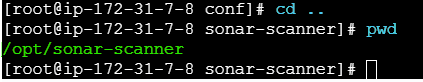 [root@ip-172-31-7-8 conf]# cd ..
[root@ip-172-31-7-8 sonar-scanner]# pwd
/opt/sonar-scanner
[root@ip-172-31-7-8 sonar-scanner]#